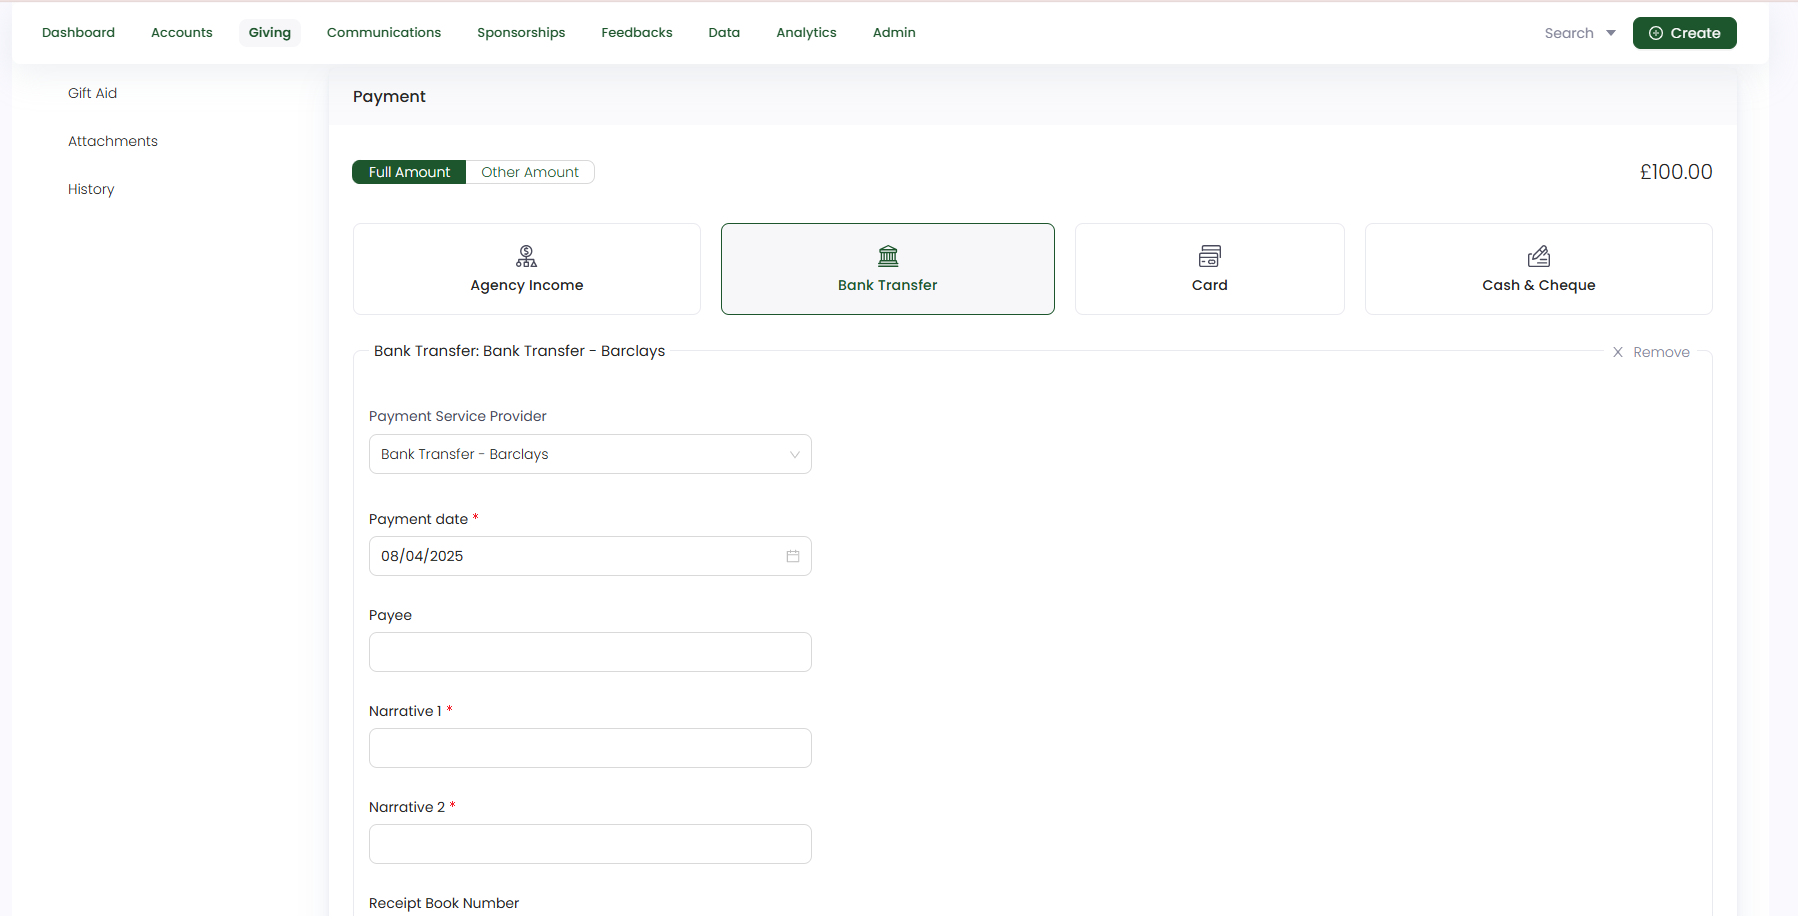 Dashboard Accounts Giving Communications Sponsorships Feedbacks Data Analytics Admin Search Create
Gift Aid
Attachments
History
Payment
Full Amount Other Amount £100.00
Agency Income Bank Transfer Card Cash & Cheque
Bank Transfer: Bank Transfer - Barclays Remove
Payment Service Provider
Bank Transfer - Barclays
Payment date *
08/04/2025
Payee
Narrative 1 *
Narrative 2 *
Receipt Book Number